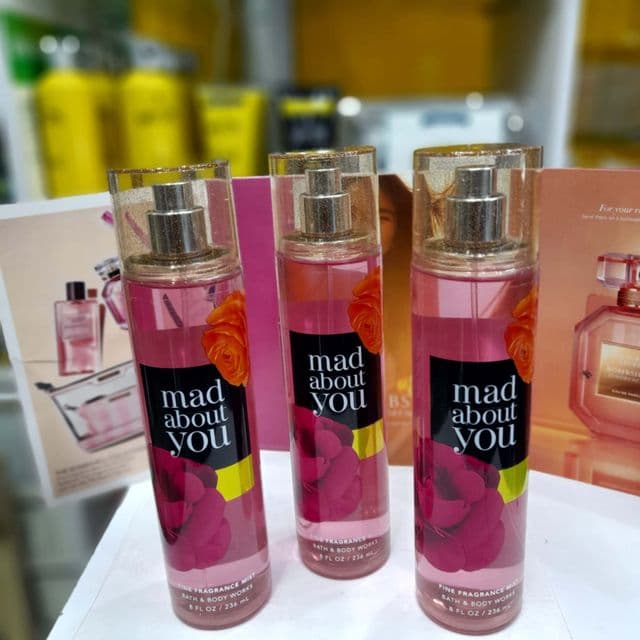 mad
about
you
FINE FRAGRANCE MIST
BATH & BODY WORKS
8 FL OZ / 236 mL
mad
about
you
FRAGRANCE
BATH & BODY WORKS
8 FL OZ / 236 mL
mad
about
you
FINE FRAGRANCE MIST
BATH & BODY WORKS
8 FL OZ / 236 mL
For your